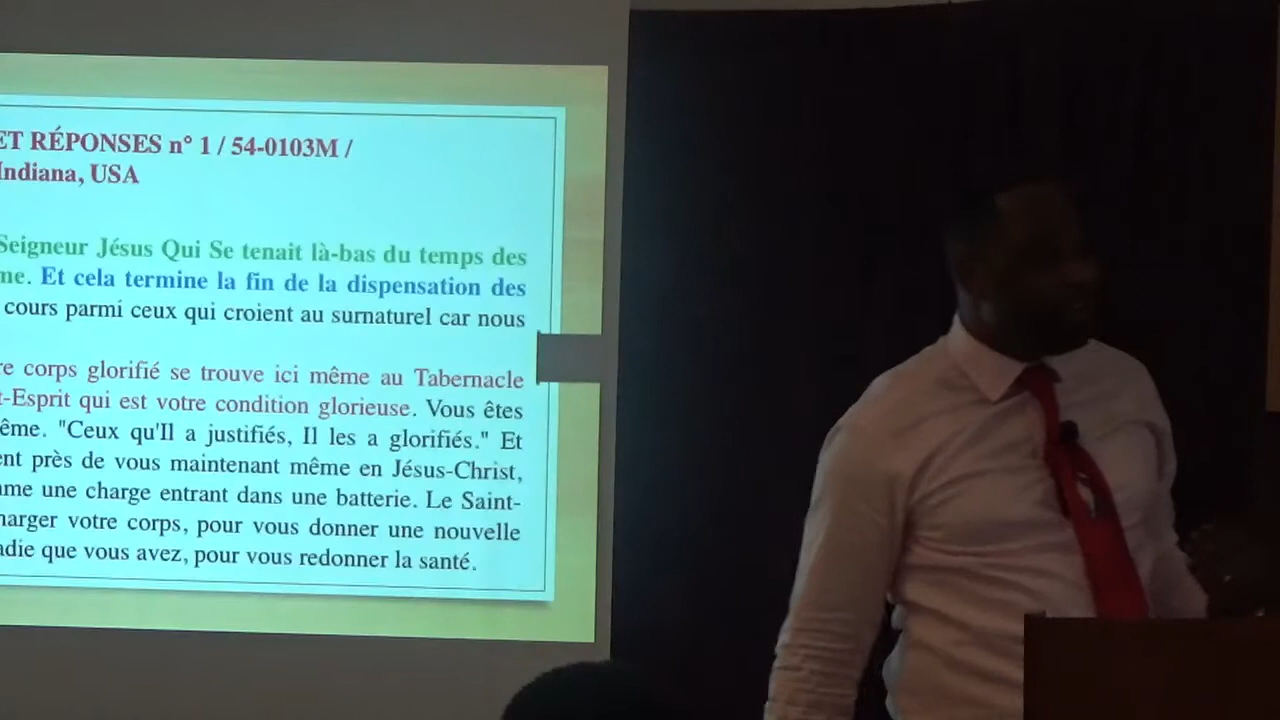 ET RÉPONSES n° 1 / 54-0103M /
Indiana, USA
Seigneur Jésus Qui Se tenait là-bas du temps des
me. Et cela termine la fin de la dispensation des
cours parmi ceux qui croient au surnaturel car nous
re corps glorifié se trouve ici même au Tabernacle
t-Esprit qui est votre condition glorieuse. Vous êtes
ême. "Ceux qu'Il a justifiés, Il les a glorifiés." Et
ent près de vous maintenant même en Jésus-Christ,
me une charge entrant dans une batterie. Le Saint-
harger votre corps, pour vous donner une nouvelle
adie que vous avez, pour vous redonner la santé.